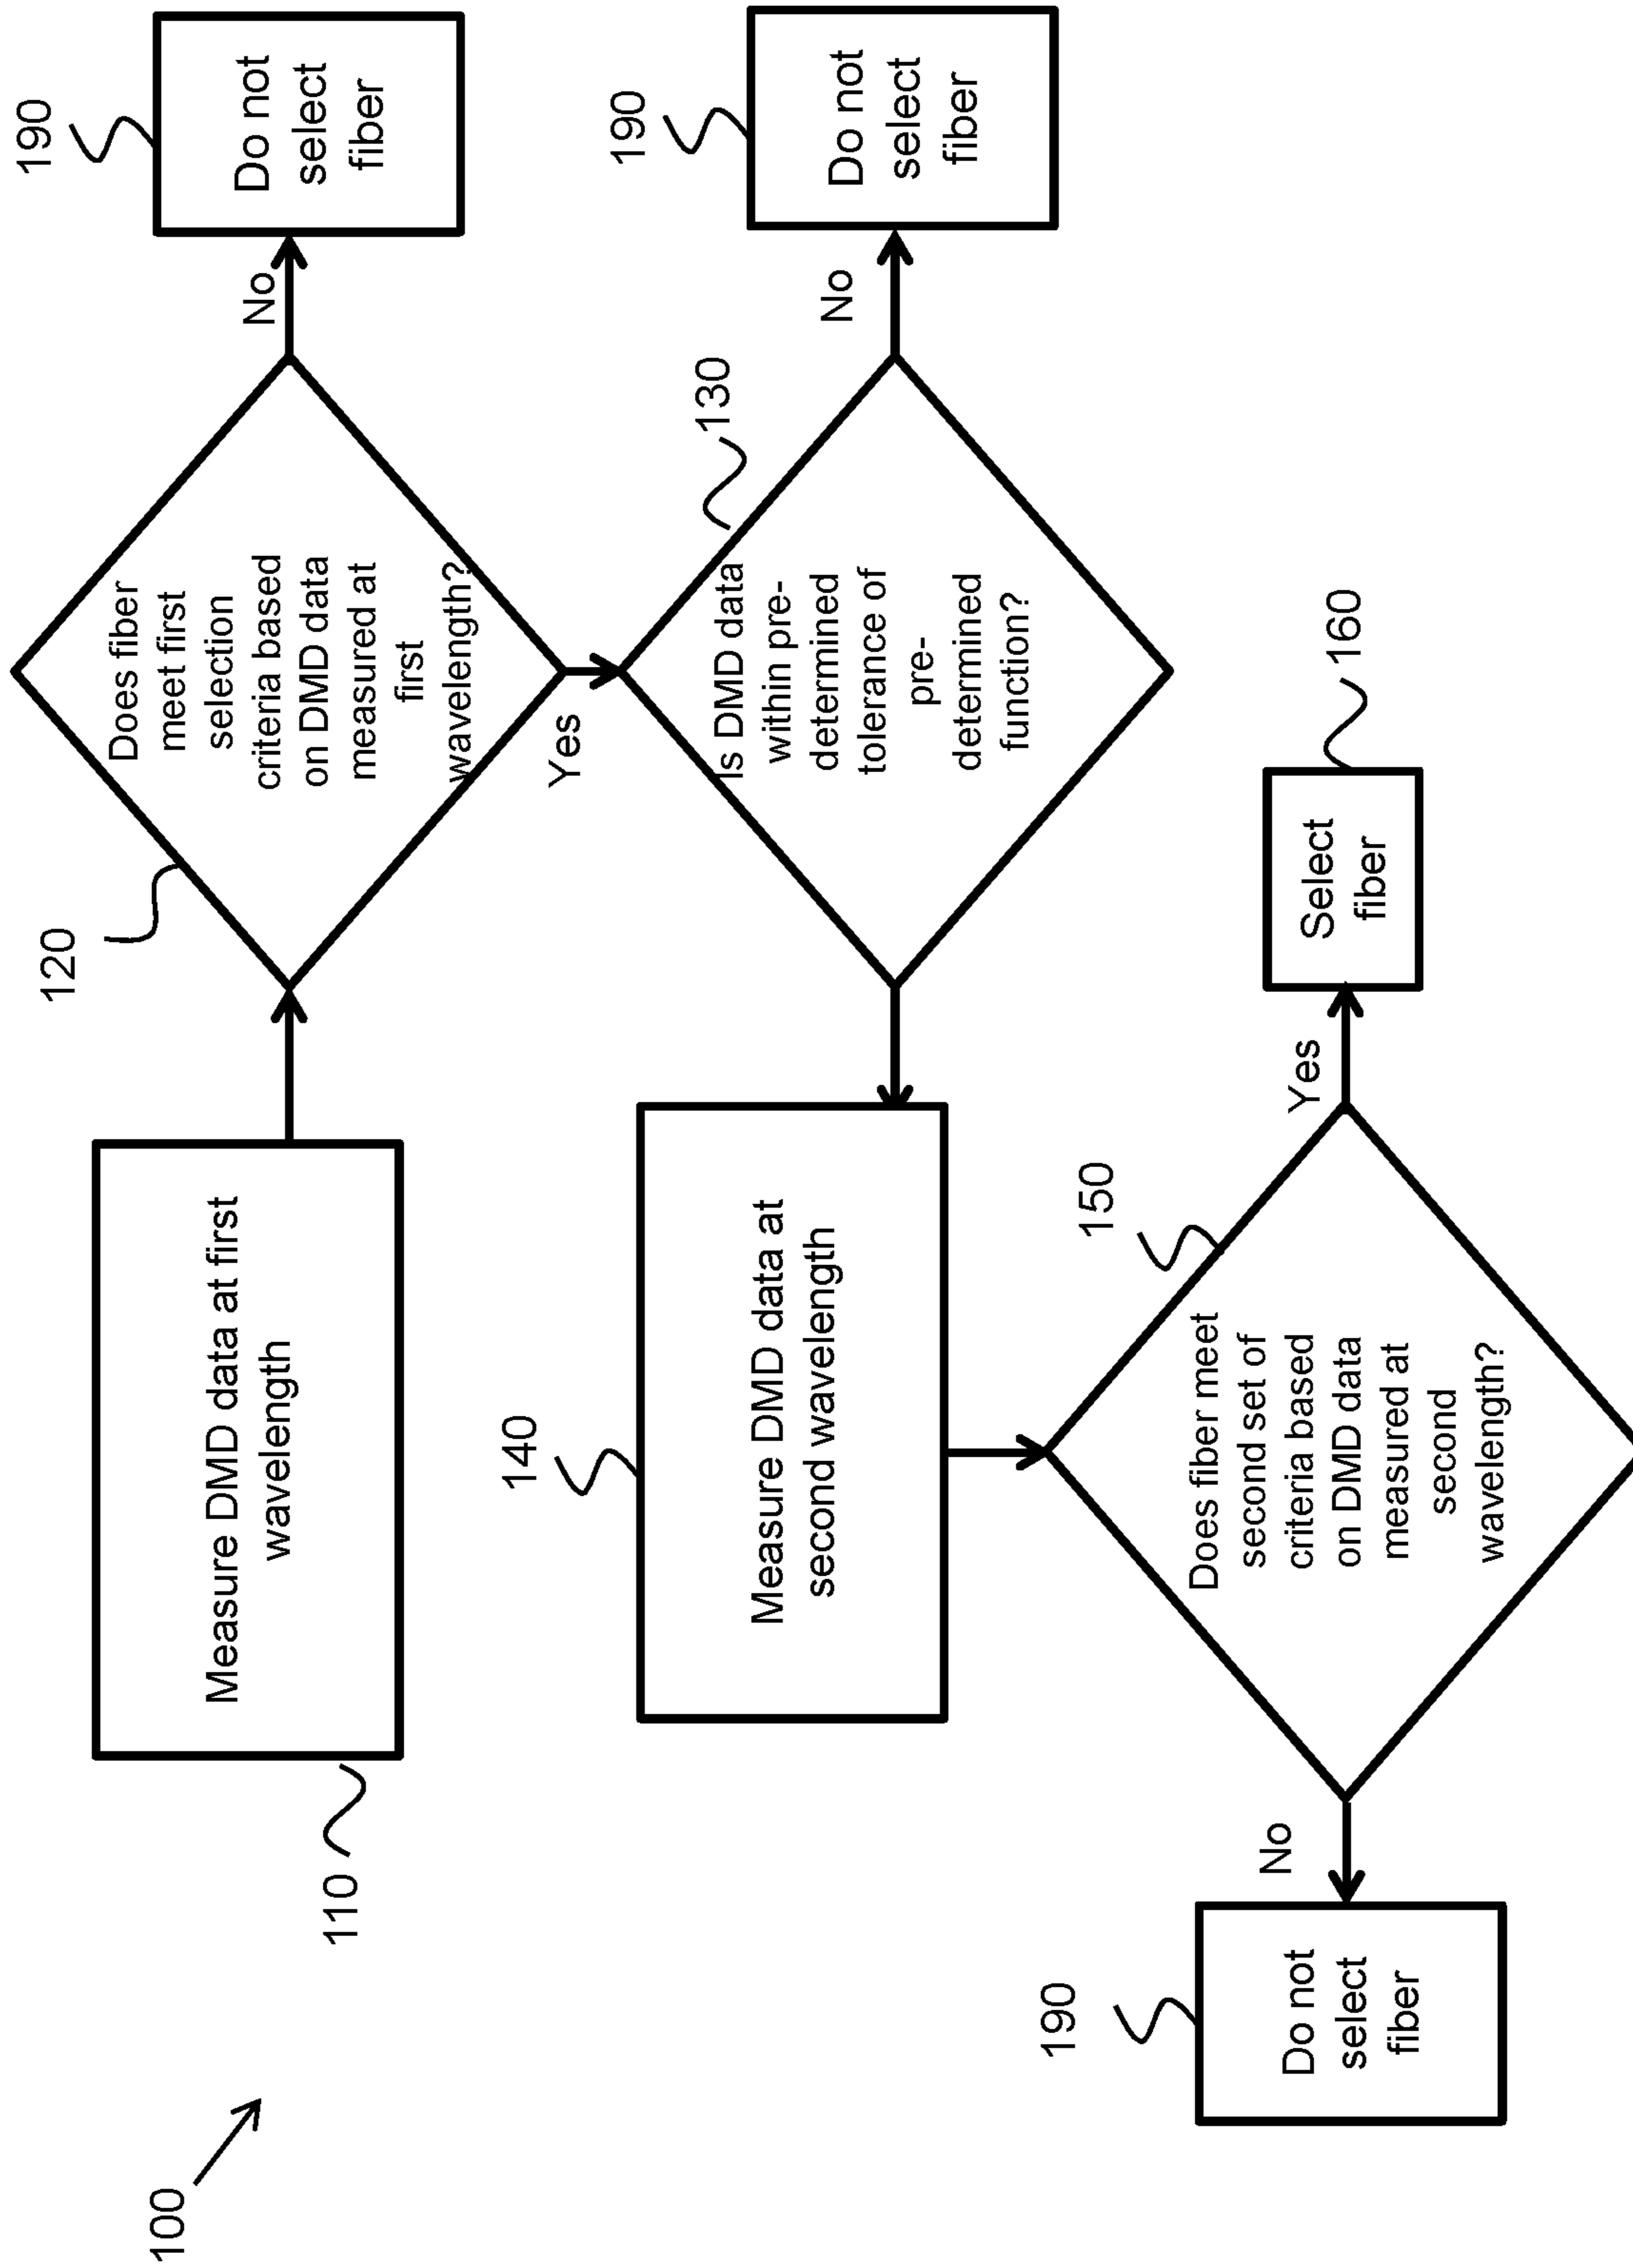 100
110
Measure DMD data at first
wavelength
120
Does fiber
meet first
selection
criteria based
on DMD data
measured at
first
wavelength?
No
190
Do not
select
fiber
Yes
130
Is DMD data
within pre-
determined
tolerance of
pre-
determined
function?
No
190
Do not
select
fiber
140
Measure DMD data at
second wavelength
150
Does fiber meet
second set of
criteria based
on DMD data
measured at
second
wavelength?
Yes
160
Select
fiber
No
190
Do not
select
fiber